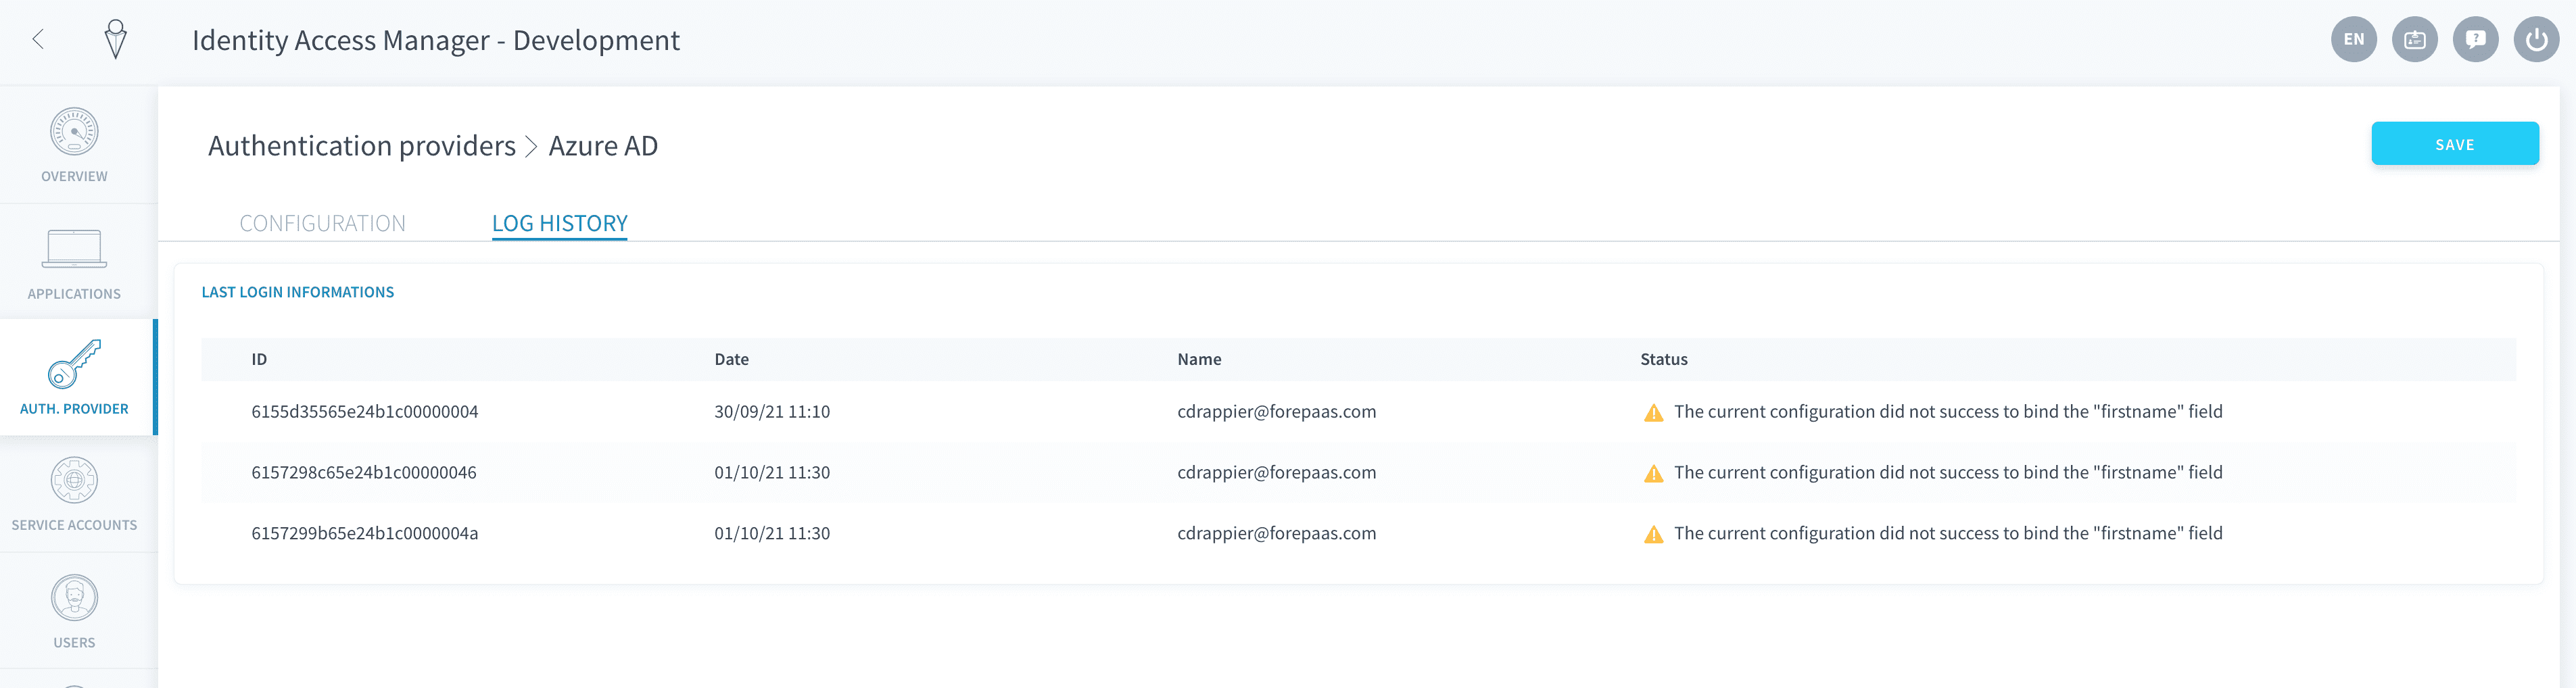 Identity Access Manager - Development
EN
?
Authentication providers > Azure AD
SAVE
CONFIGURATION
LOG HISTORY
LAST LOGIN INFORMATIONS
ID Date Name Status
6155d35565e24b1c00000004 30/09/21 11:10 cdrappier@forepaas.com The current configuration did not success to bind the "firstname" field
6157298c65e24b1c00000046 01/10/21 11:30 cdrappier@forepaas.com The current configuration did not success to bind the "firstname" field
6157299b65e24b1c0000004a 01/10/21 11:30 cdrappier@forepaas.com The current configuration did not success to bind the "firstname" field
OVERVIEW
APPLICATIONS
AUTH. PROVIDER
SERVICE ACCOUNTS
USERS